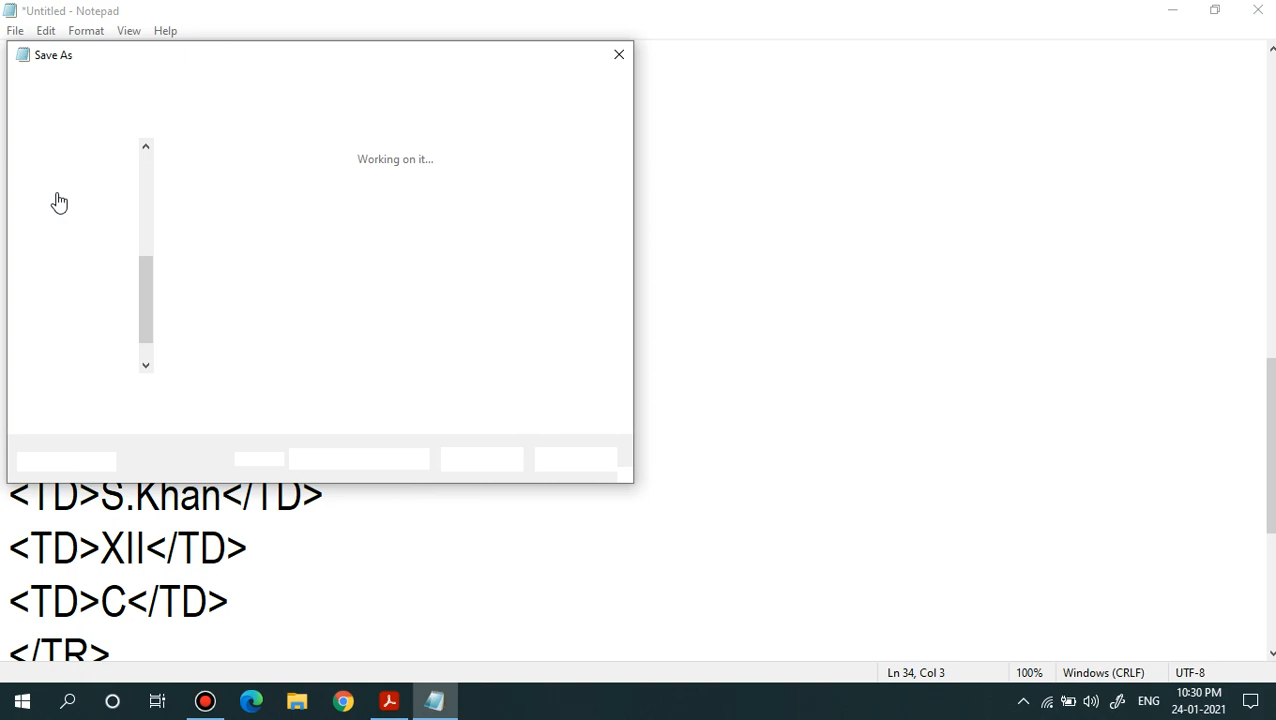 *Untitled - Notepad
File Edit Format View Help
Save As
Working on it...
<TD>S.Khan</TD>
<TD>XII</TD>
<TD>C</TD>
</TR>
Ln 34, Col 3 100% Windows (CRLF) UTF-8
ENG 10:30 PM
24-01-2021